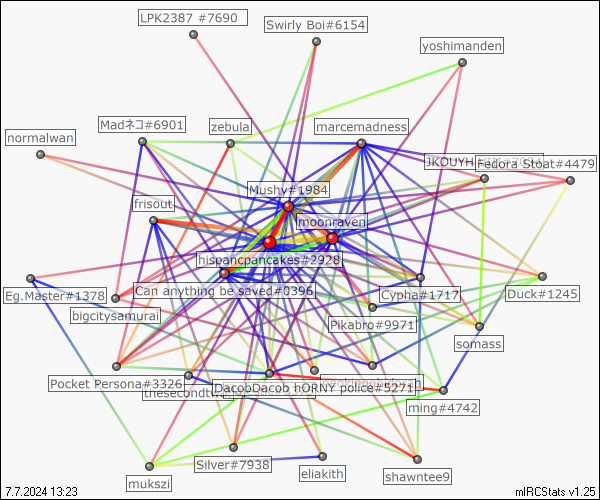 LPK2387 #7690
Swirly Boi#6154
yoshimanden
Madネコ#6901
zebula
marcemadness
normalwan
JKOUYH
Fedora Stoat#4479
Mushy#1984
frisout
moonraven
hispancpancakes#2928
Can anything be saved#0396
Eg.Master#1378
Cypha#1717
Duck#1245
bigcitysamurai
Pikabro#9971
somass
Pocket Persona#3326
DacobDacob hORNY police#5271
ming#4742
Silver#7938
eliakith
shawntee9
mukszi
7.7.2024 13:23
mIRCStats v1.25